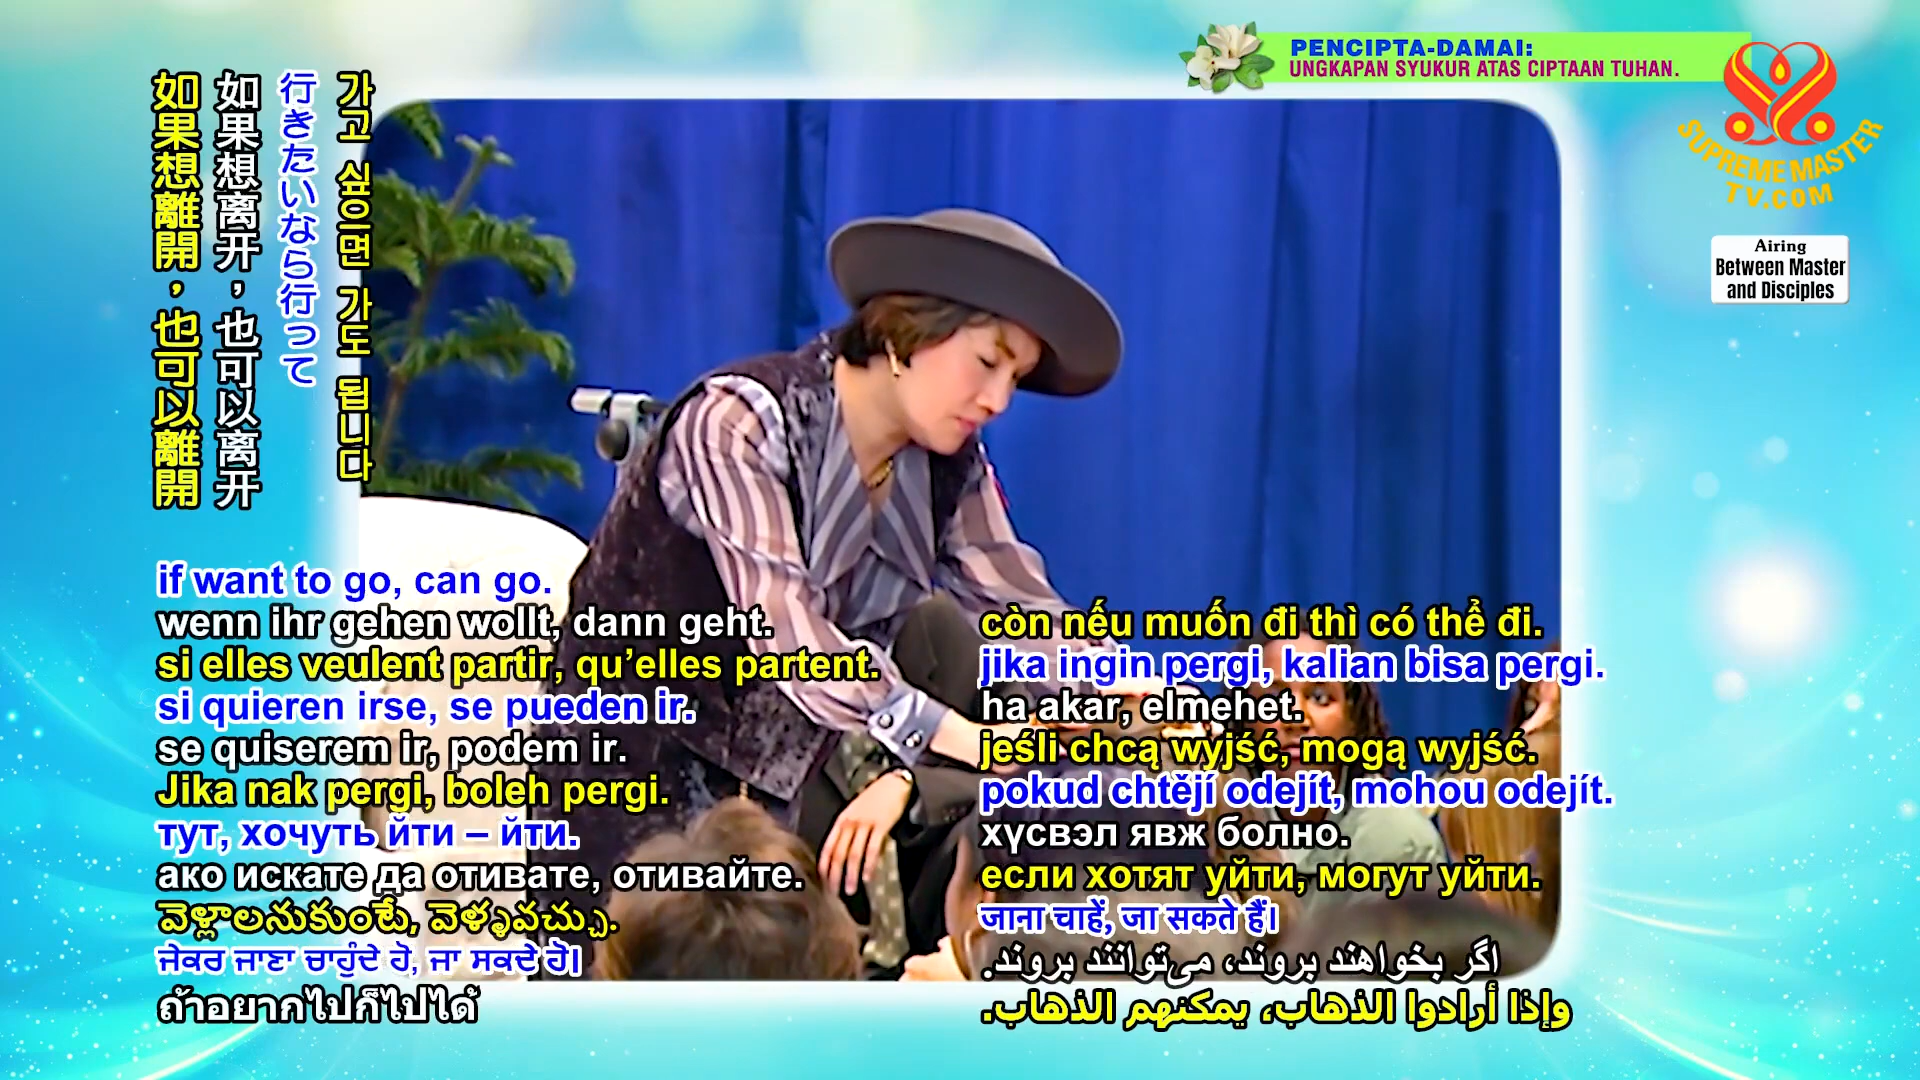 PENCIPTA-DAMAI:
UNGKAPAN SYUKUR ATAS CIPTAAN TUHAN.
SUPREME MASTER
TV.COM
Airing
Between Master
and Disciples
가고 싶으면 가도 됩니다
行きたいなら行って
如果想离开，也可以离开
如果想離開，也可以離開
if want to go, can go.
wenn ihr gehen wollt, dann geht.
si elles veulent partir, qu’elles partent.
si quieren irse, se pueden ir.
se quiserem ir, podem ir.
Jika nak pergi, boleh pergi.
тут, хочуть йти – йти.
ако искате да отивате, отивайте.
వెళ్లాలనుకుంటే, వెళ్ళవచ్చు.
ਜੇਕਰ ਜਾਣਾ ਚਾਹੁੰਦੇ ਹੋ, ਜਾ ਸਕਦੇ ਹੋ।
ถ้าอยากไปก็ไปได้
còn nếu muốn đi thì có thể đi.
jika ingin pergi, kalian bisa pergi.
ha akar, elmehet.
jeśli chcą wyjść, mogą wyjść.
pokud chtějí odejít, mohou odejít.
хүсвэл явж болно.
если хотят уйти, могут уйти.
जाना चाहें, जा सकते हैं।
اگر بخواهند بروند، می‌توانند بروند.
وإذا أرادوا الذهاب، يمكنهم الذهاب.